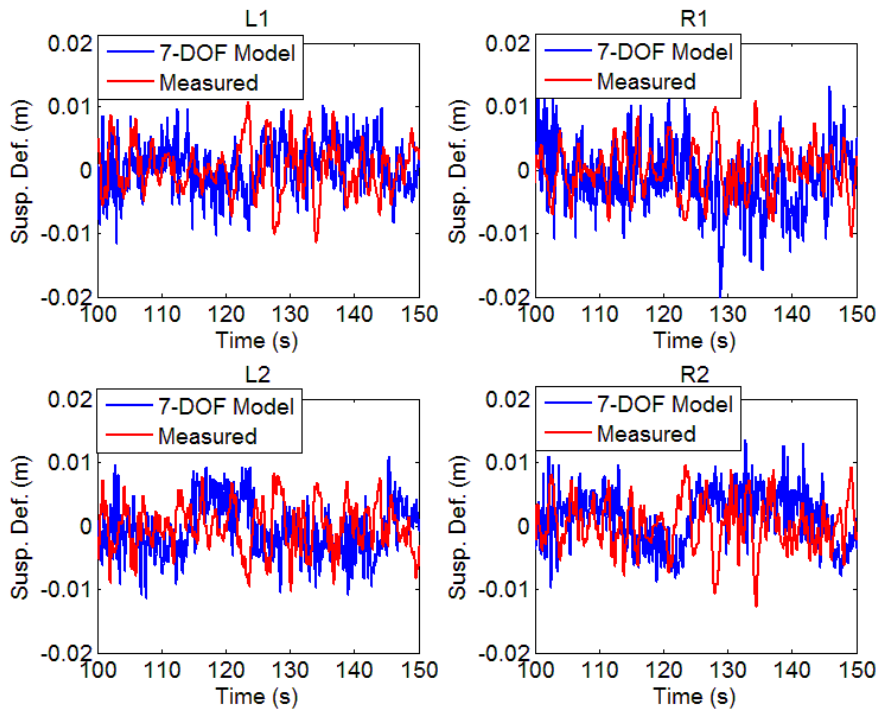 L1
7-DOF Model
Measured
Susp. Def. (m)
0.02
0.01
0
-0.01
-0.02
100 110 120 130 140 150
Time (s)
R1
7-DOF Model
Measured
Susp. Def. (m)
0.02
0.01
0
-0.01
-0.02
100 110 120 130 140 150
Time (s)
L2
7-DOF Model
Measured
Susp. Def. (m)
0.02
0.01
0
-0.01
-0.02
100 110 120 130 140 150
Time (s)
R2
7-DOF Model
Measured
Susp. Def. (m)
0.02
0.01
0
-0.01
-0.02
100 110 120 130 140 150
Time (s)